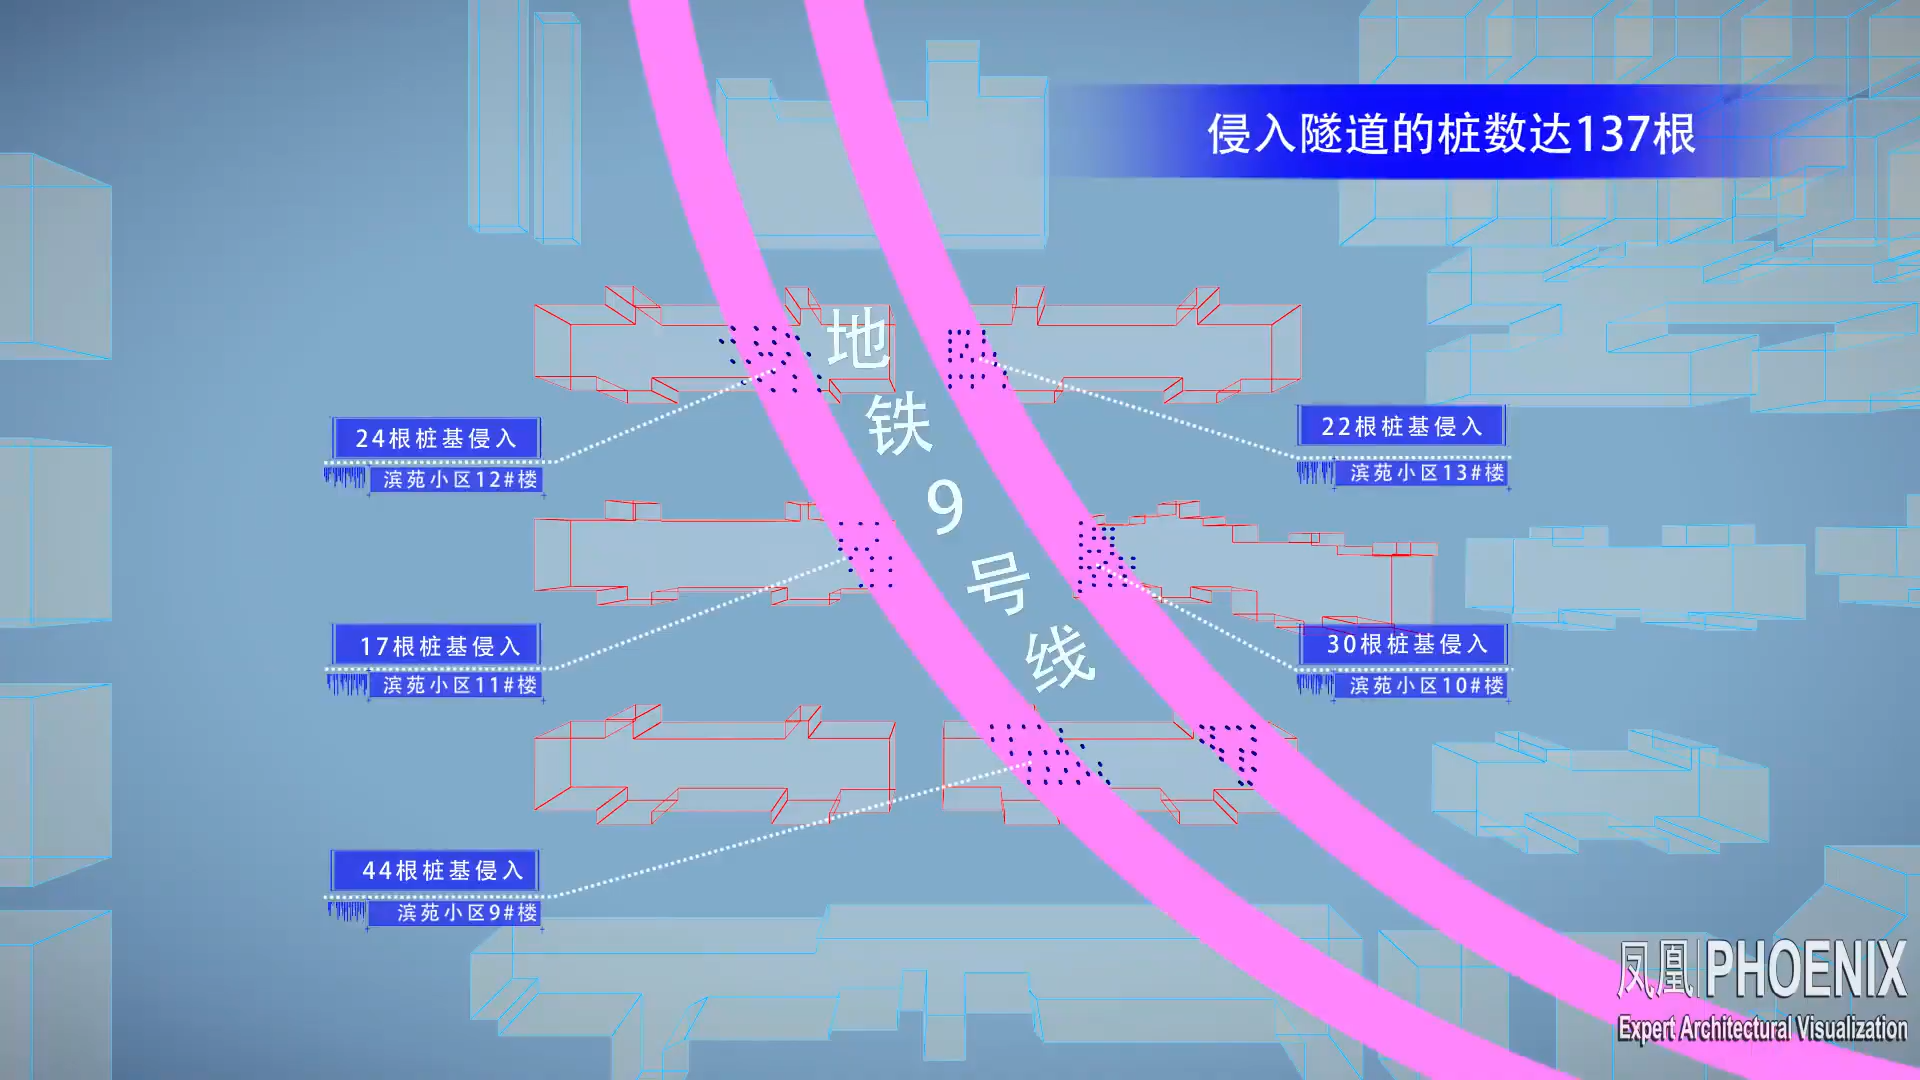 侵入隧道的桩数达137根
地铁9号线
24根桩基侵入
滨苑小区12#楼
22根桩基侵入
滨苑小区13#楼
17根桩基侵入
滨苑小区11#楼
30根桩基侵入
滨苑小区10#楼
44根桩基侵入
滨苑小区9#楼
凤凰|PHOENIX
Expert Architectural Visualization